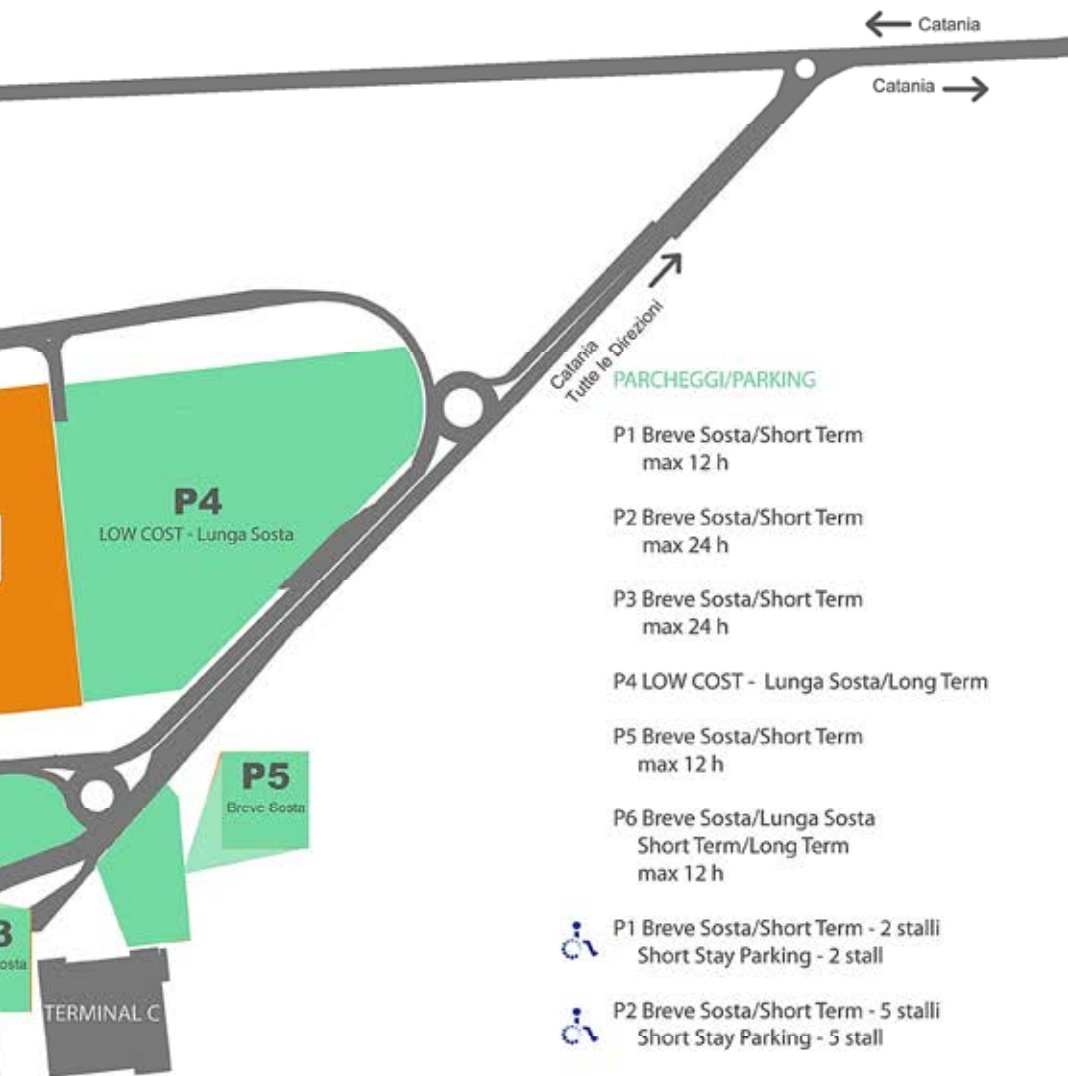 Catania
Catania
Catania
Tutte le Direzioni
PARCHEGGI/PARKING
P1 Breve Sosta/Short Term
max 12 h
P2 Breve Sosta/Short Term
max 24 h
P3 Breve Sosta/Short Term
max 24 h
P4 LOW COST - Lunga Sosta/Long Term
P5 Breve Sosta/Short Term
max 12 h
P6 Breve Sosta/Lunga Sosta
Short Term/Long Term
max 12 h
P1 Breve Sosta/Short Term - 2 stalli
Short Stay Parking - 2 stall
P2 Breve Sosta/Short Term - 5 stalli
Short Stay Parking - 5 stall
P4
LOW COST - Lunga Sosta
P5
Breve Sosta
3
osta
TERMINAL C